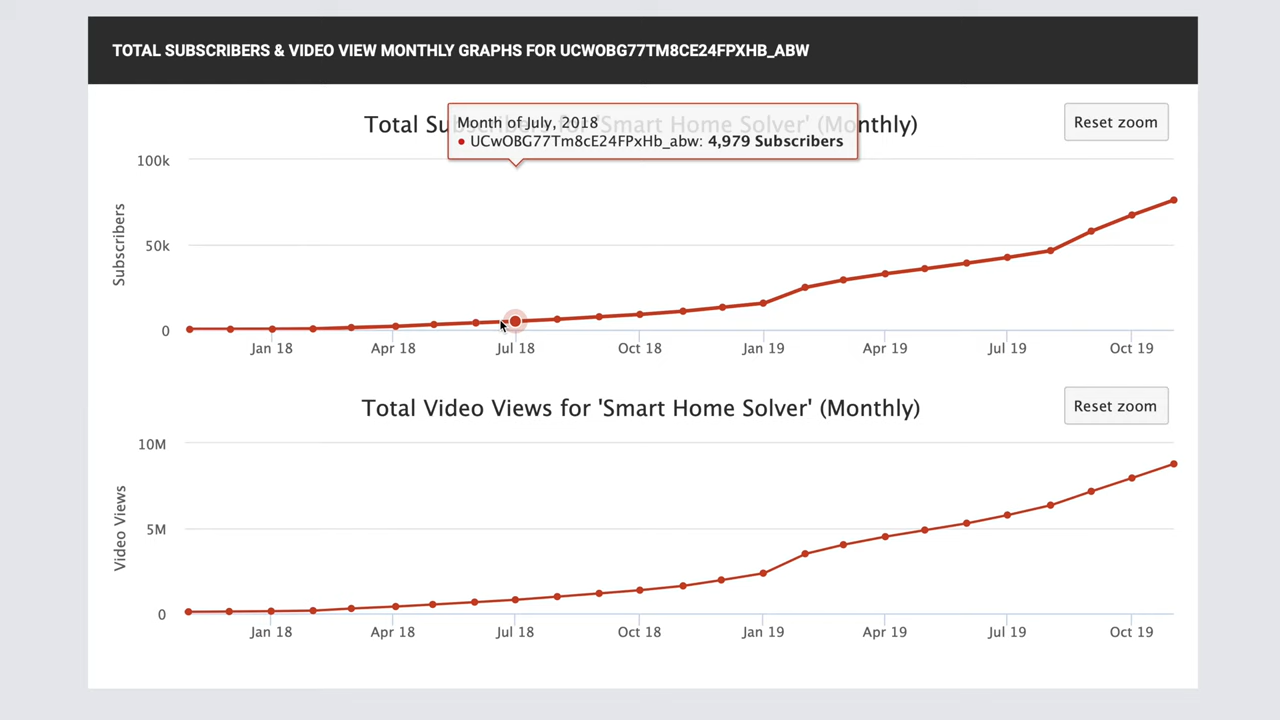 TOTAL SUBSCRIBERS & VIDEO VIEW MONTHLY GRAPHS FOR UCWOBG77TM8CE24FPXHB_ABW
Total Subscribers for 'Smart Home Solver' (Monthly)
Reset zoom
Month of July, 2018
● UCwOBG77Tm8cE24FPxHb_abw: 4,979 Subscribers
100k
50k
0
Subscribers
Jan 18 Apr 18 Jul 18 Oct 18 Jan 19 Apr 19 Jul 19 Oct 19
Total Video Views for 'Smart Home Solver' (Monthly)
Reset zoom
10M
5M
0
Video Views
Jan 18 Apr 18 Jul 18 Oct 18 Jan 19 Apr 19 Jul 19 Oct 19